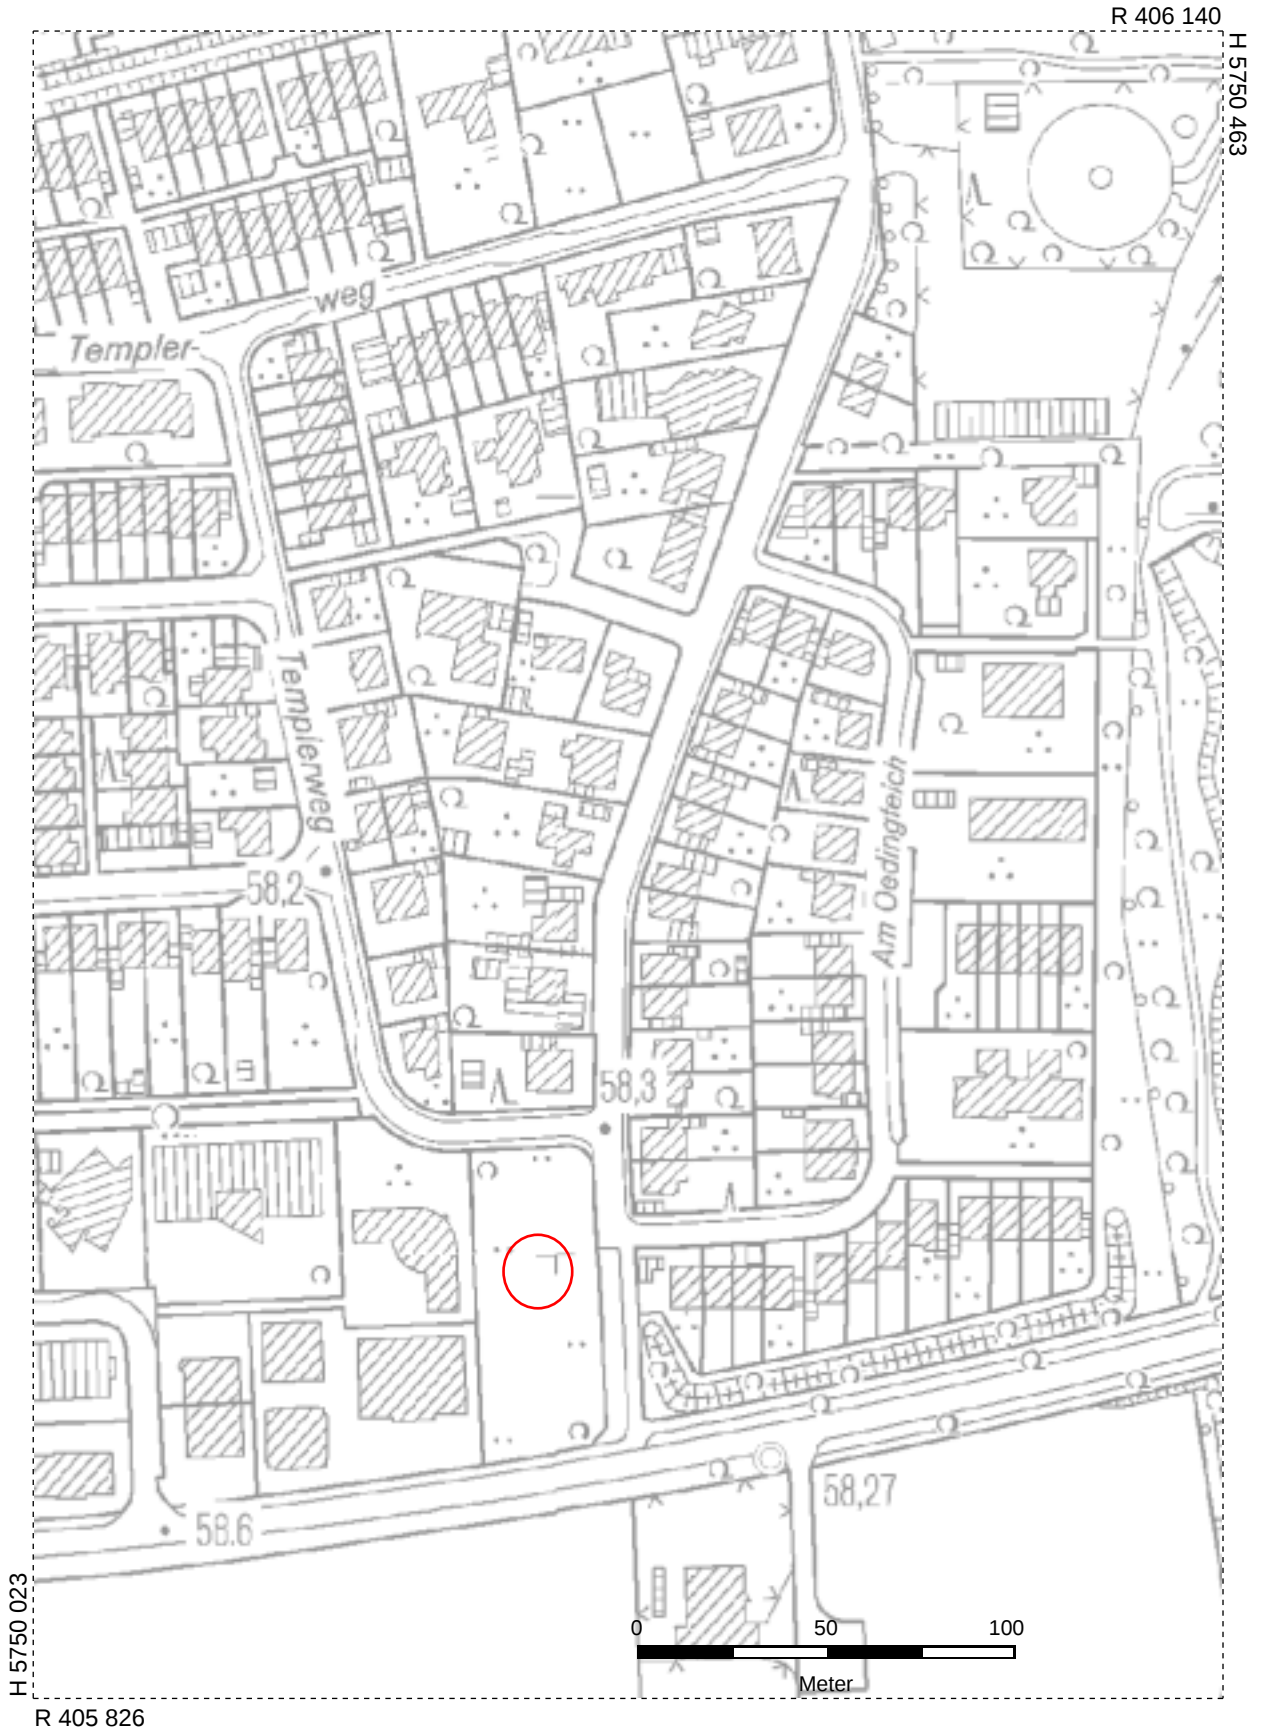 R 406 140
H 5750 463
weg
Templer-
Templerweg
Am Oedingteich
58,2
58,3
58,27
58.6
0 50 100
Meter
H 5750 023
R 405 826